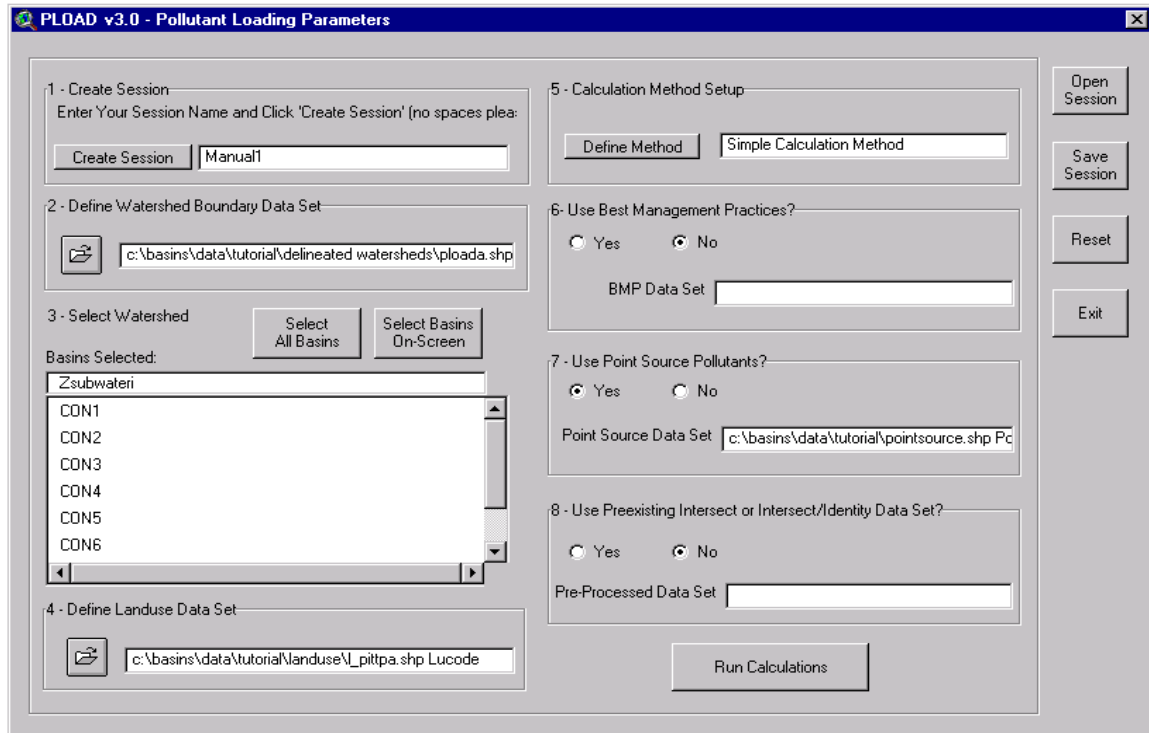 PLOAD v3.0 - Pollutant Loading Parameters
1 - Create Session
Enter Your Session Name and Click 'Create Session' (no spaces pleas
Create Session
Manual1
2 - Define Watershed Boundary Data Set
c:\basins\data\tutorial\delineated watersheds\ploada.shp
3 - Select Watershed
Select
All Basins
Select Basins
On-Screen
Basins Selected:
Zsubwateri
CON1
CON2
CON3
CON4
CON5
CON6
4 - Define Landuse Data Set
c:\basins\data\tutorial\landuse\l_pittpa.shp Lucode
5 - Calculation Method Setup
Define Method
Simple Calculation Method
6- Use Best Management Practices?
Yes
No
BMP Data Set
7 - Use Point Source Pollutants?
Yes
No
Point Source Data Set
c:\basins\data\tutorial\pointsource.shp Pc
8 - Use Preexisting Intersect or Intersect/Identity Data Set?
Yes
No
Pre-Processed Data Set
Run Calculations
Open
Session
Save
Session
Reset
Exit